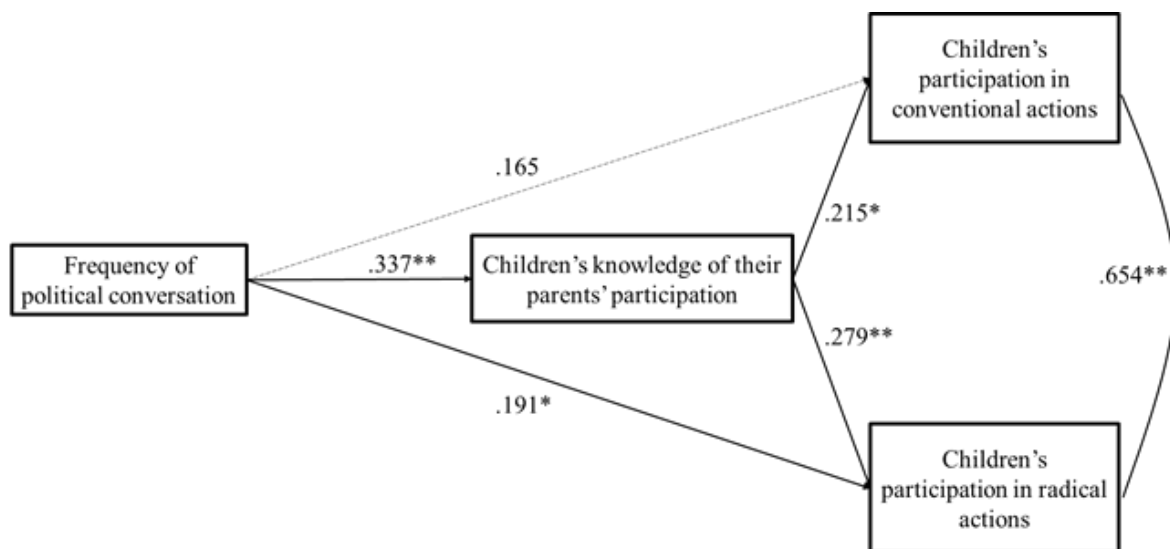 Children's
participation in
conventional actions
.165
.215*
Frequency of
political conversation
.337**
Children's knowledge of their
parents' participation
.654**
.279**
.191*
Children's
participation in radical
actions